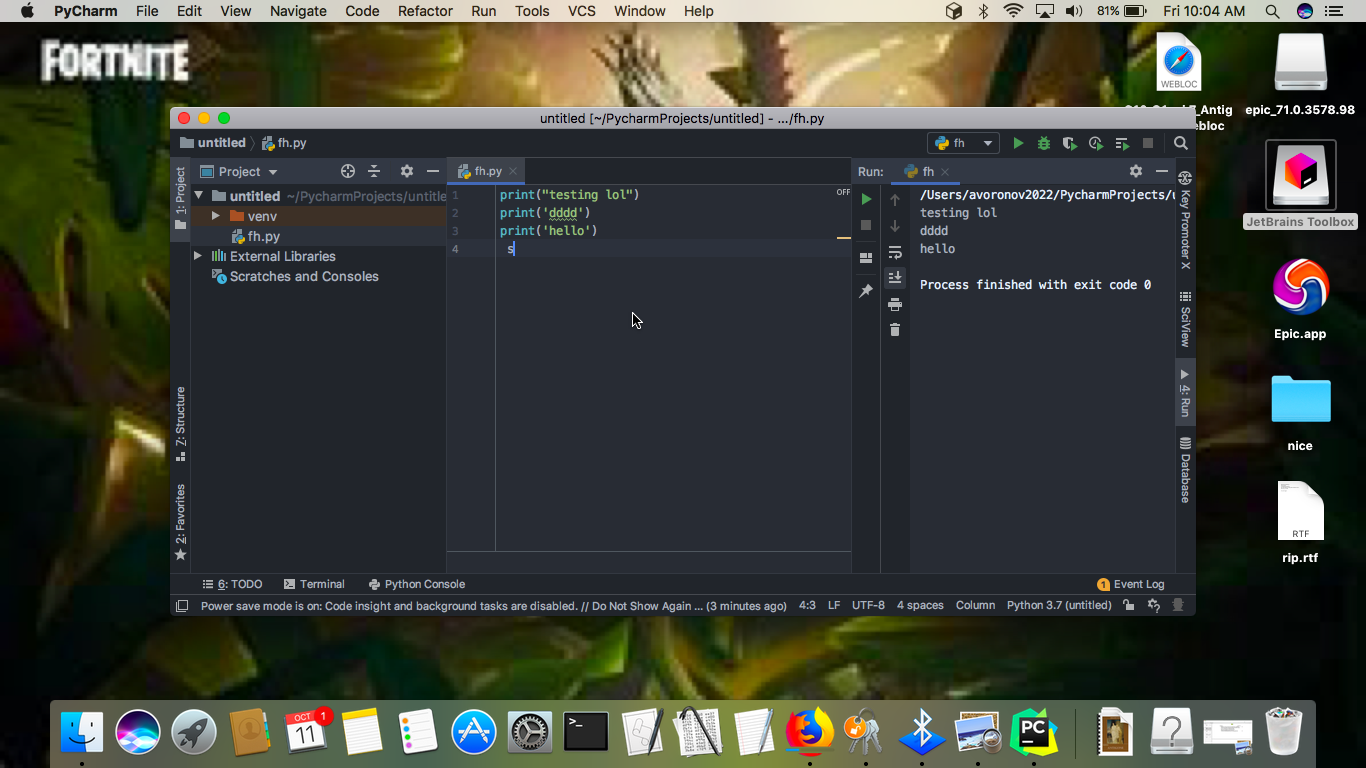 PyCharm File Edit View Navigate Code Refactor Run Tools VCS Window Help 81% Fri 10:04 AM
FORTNITE
WEBLOC
Antig
ebloc
epic_71.0.3578.98
untitled [~/PycharmProjects/untitled] - .../fh.py
untitled fh.py fh
1: Project
Project
fh.py
Run: fh
untitled ~/PycharmProjects/untitle
venv
fh.py
External Libraries
Scratches and Consoles
1 print("testing lol")
2 print('dddd')
3 print('hello')
4 s
OFF
/Users/avoronov2022/PycharmProjects/u
testing lol
dddd
hello
Process finished with exit code 0
Key Promoter X
SciView
4: Run
Database
7: Structure
2: Favorites
JetBrains Toolbox
Epic.app
nice
RTF
rip.rtf
6: TODO Terminal Python Console 1 Event Log
Power save mode is on: Code insight and background tasks are disabled. // Do Not Show Again ... (3 minutes ago) 4:3 LF UTF-8 4 spaces Column Python 3.7 (untitled)
OCT
1
11
>_
PC
?